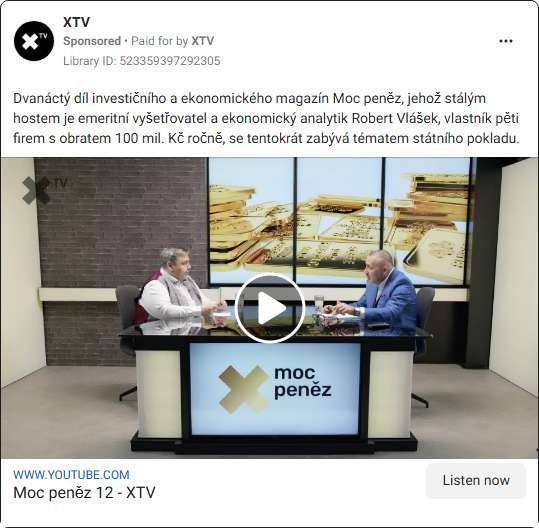 XTV
Sponsored • Paid for by XTV
Library ID: 523359397292305
Dvanáctý díl investičního a ekonomického magazín Moc peněz, jehož stálým
hostem je emeritní vyšetřovatel a ekonomický analytik Robert Vlášek, vlastník pěti
firem s obratem 100 mil. Kč ročně, se tentokrát zabývá tématem státního pokladu.
XTV
moc
peněz
WWW.YOUTUBE.COM
Moc peněz 12 - XTV
Listen now